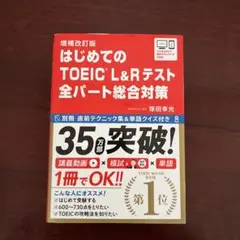 増補改訂版
はじめての
TOEIC® L&Rテスト
全パート総合対策
塚田幸光
別冊 直前テクニック集&単語クイズ付き
35万部突破!
講義動画 × 模試 × 単語
1冊でOK!!
こんな人にオススメ!
はじめて受験する
600〜730点をとりたい
TOEICの攻略法を知りたい
第1位